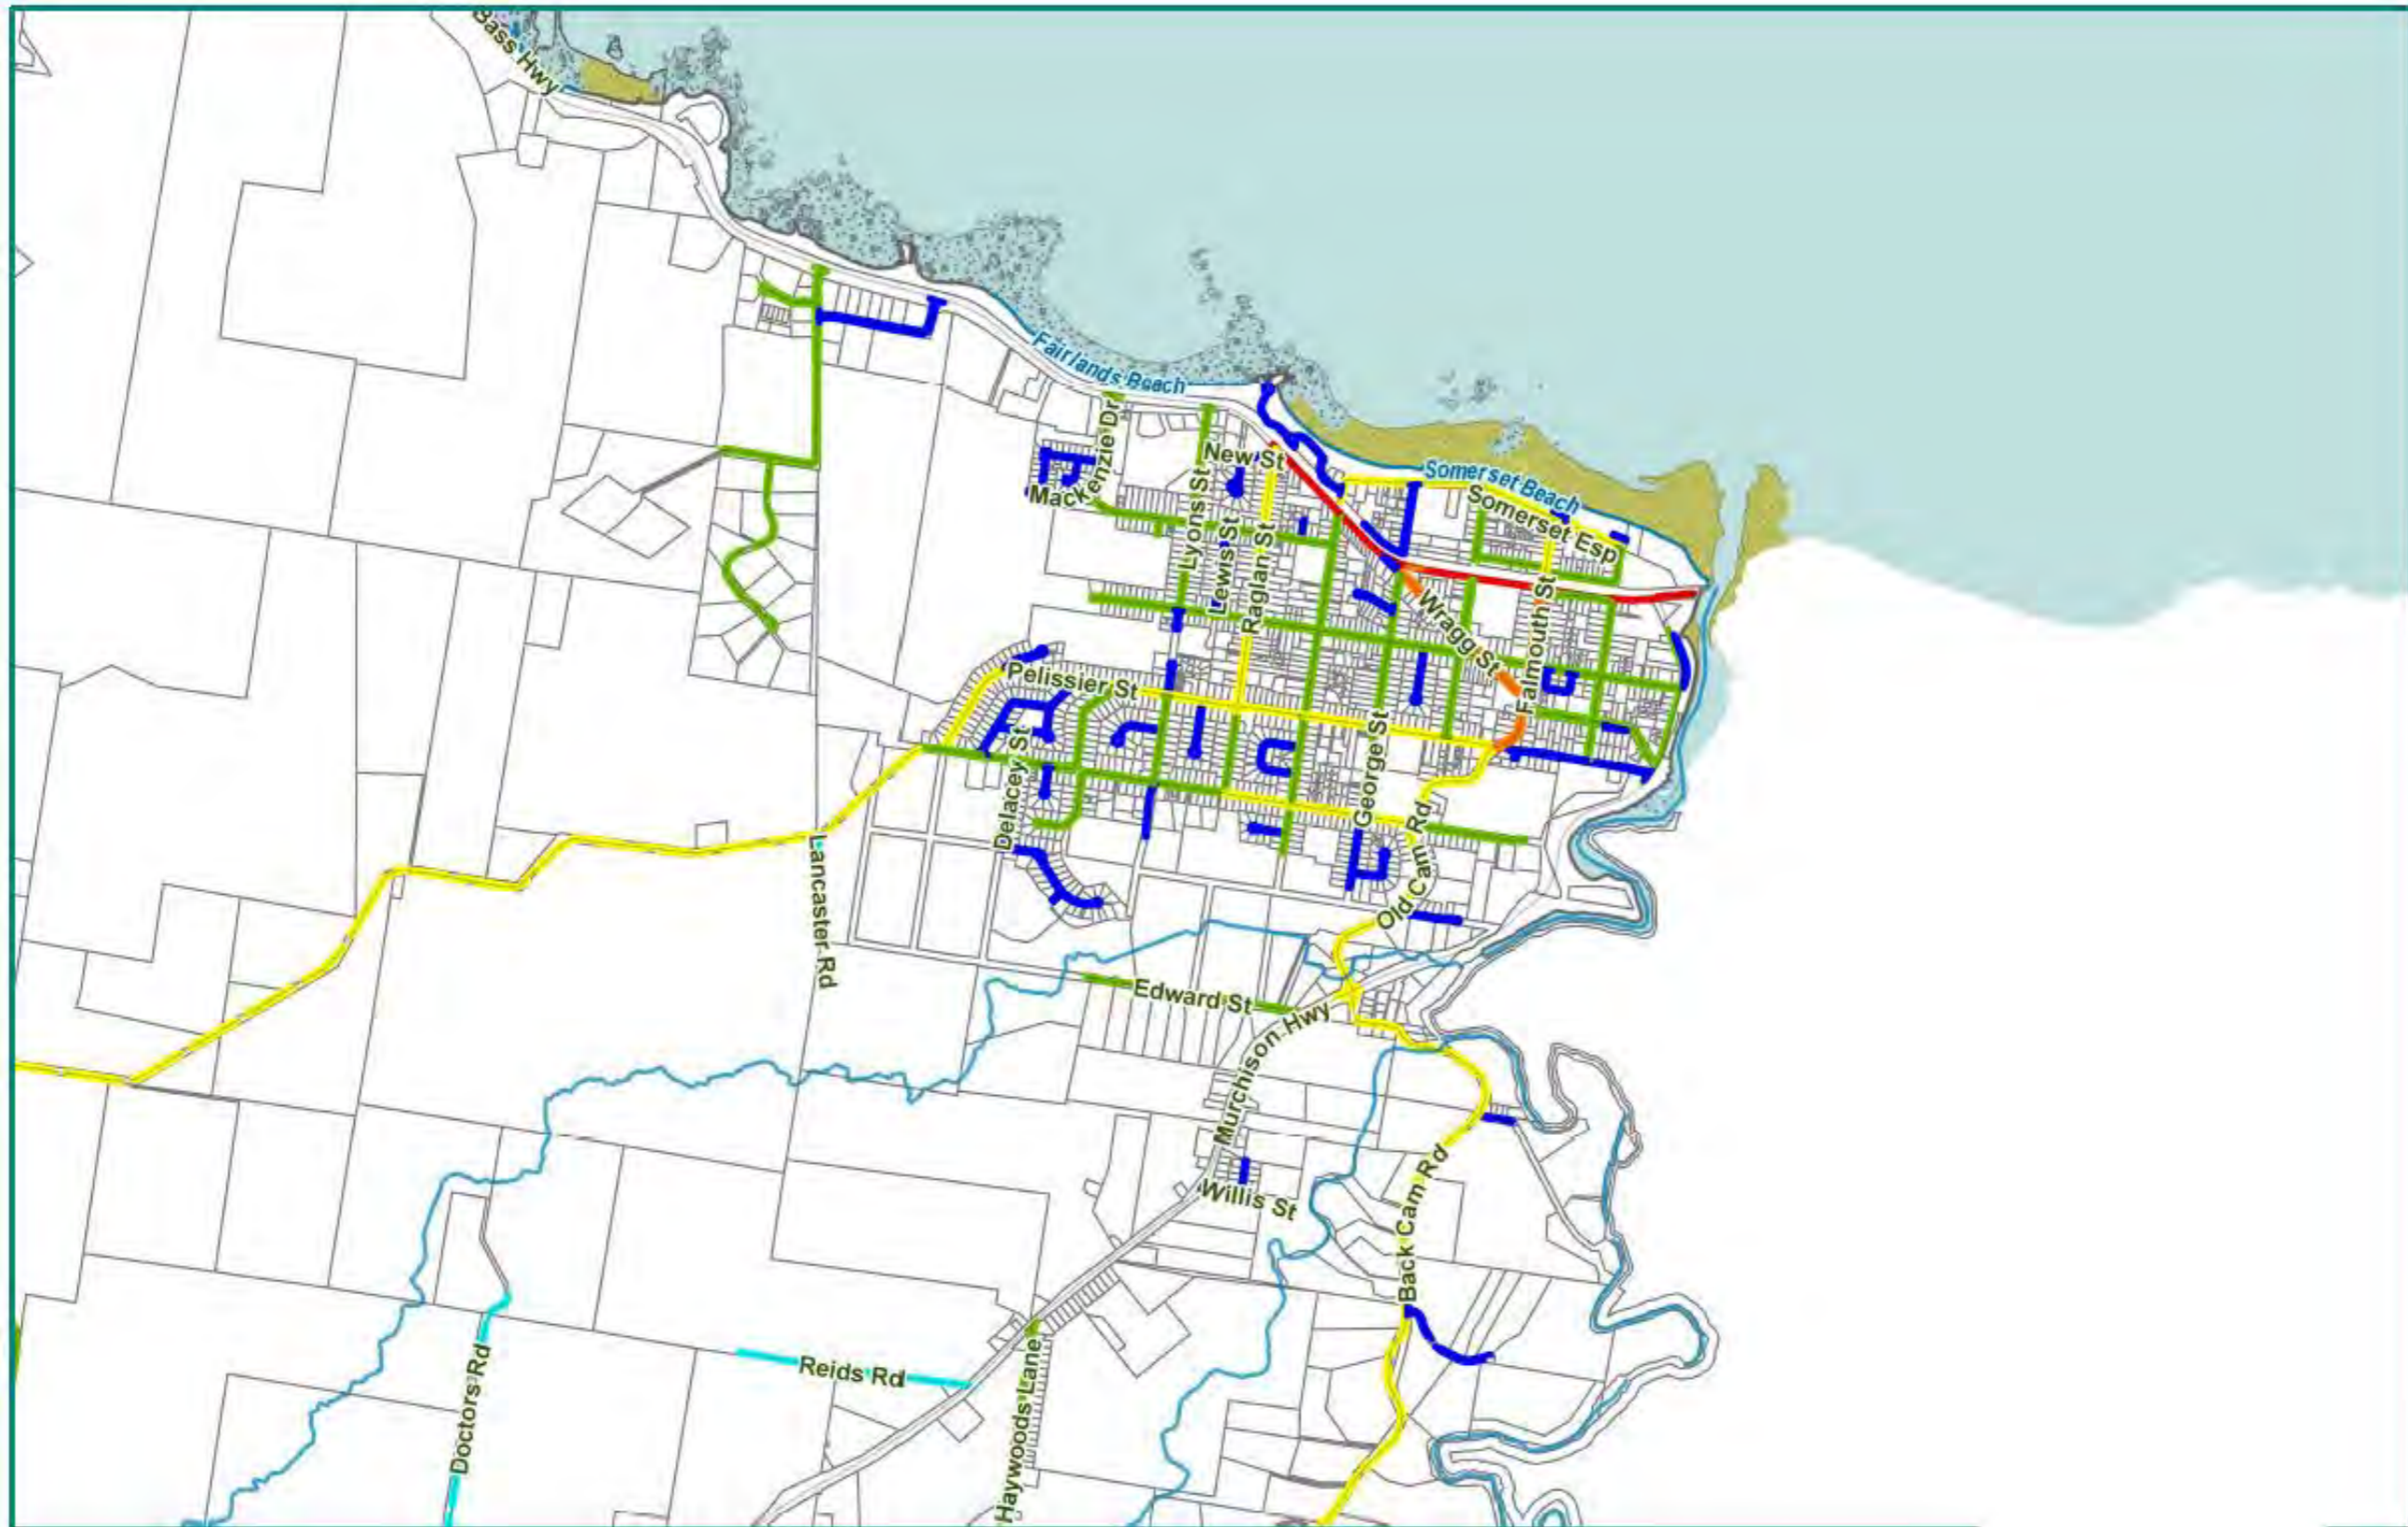 Bass Hwy
Fairlands Beach
Mackenzie Dr
New St
Lyons St
Lewis St
Raglan St
Somerset Beach
Somerset Esp
Wragg St
Falmouth St
Pelissier St
Delacey St
George St
Old Cam Rd
Lancaster Rd
Edward St
Murchison Hwy
Willis St
Back Cam Rd
Reids Rd
Doctors Rd
Haywoods Lane